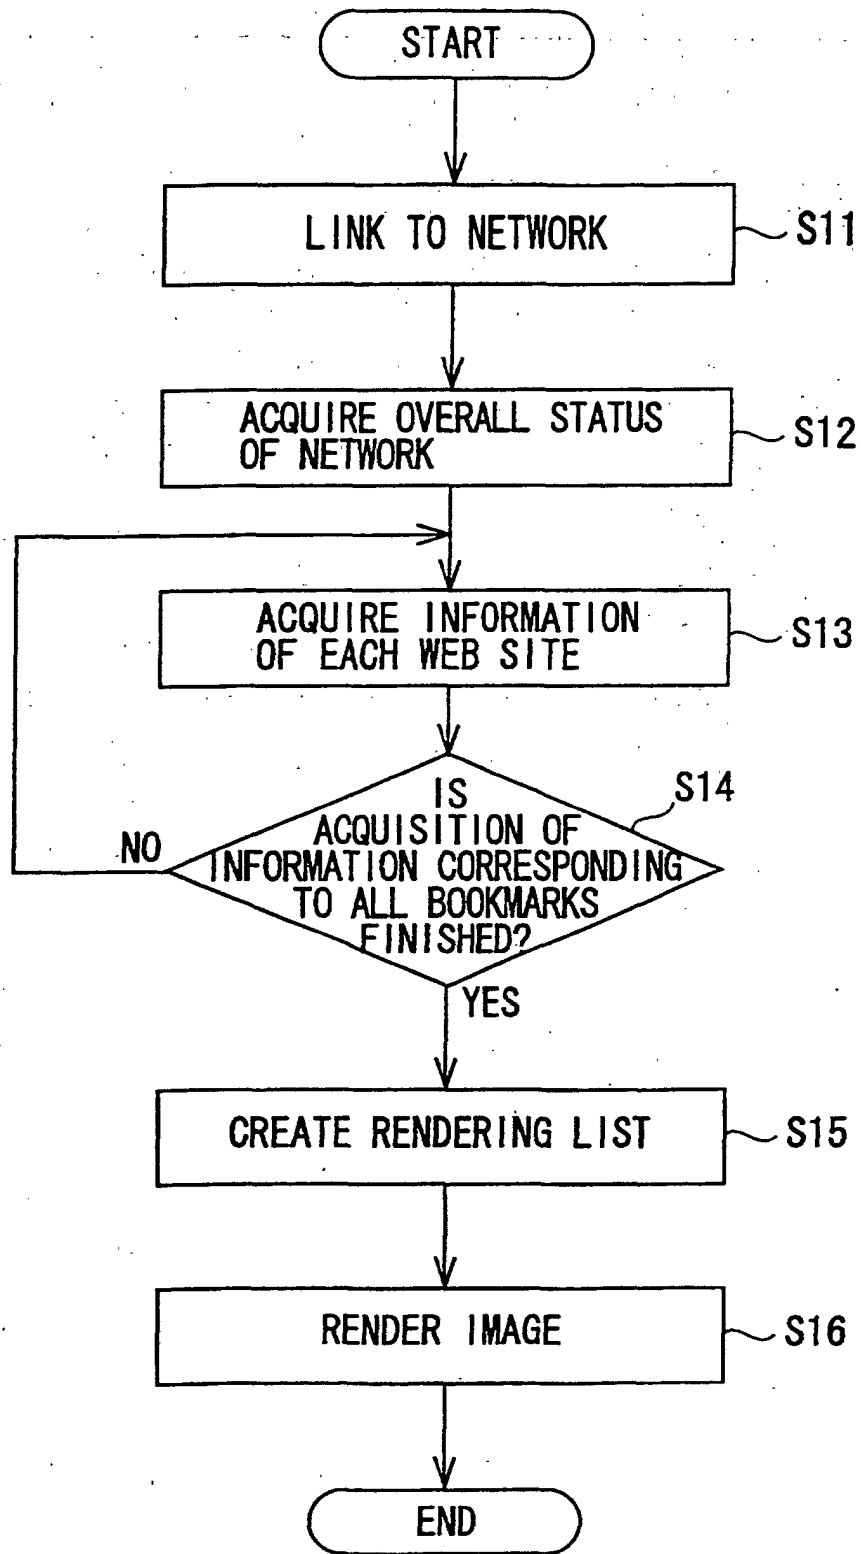 START
LINK TO NETWORK
S11
ACQUIRE OVERALL STATUS
OF NETWORK
S12
ACQUIRE INFORMATION
OF EACH WEB SITE
S13
IS
ACQUISITION OF
INFORMATION CORRESPONDING
TO ALL BOOKMARKS
FINISHED?
S14
NO
YES
CREATE RENDERING LIST
S15
RENDER IMAGE
S16
END